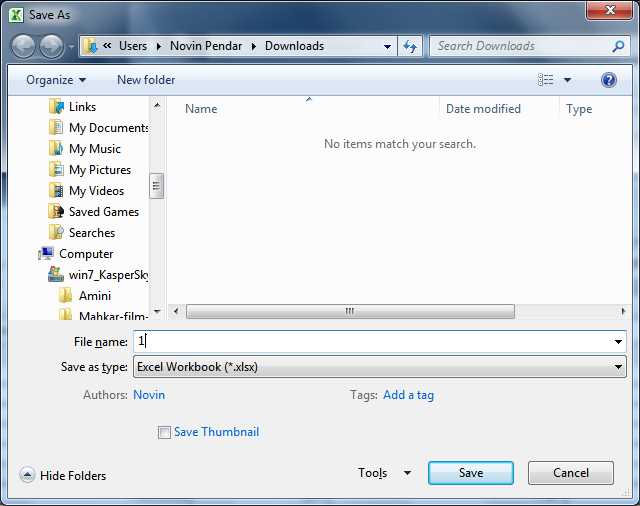 Save As
Users Novin Pendar Downloads
Search Downloads
Organize New folder
Links
My Documents
My Music
My Pictures
My Videos
Saved Games
Searches
Computer
win7_KasperSky
Amini
Mahkar-film-
Name Date modified Type
No items match your search.
File name: 1
Save as type: Excel Workbook (*.xlsx)
Authors: Novin Tags: Add a tag
Save Thumbnail
Hide Folders Tools Save Cancel